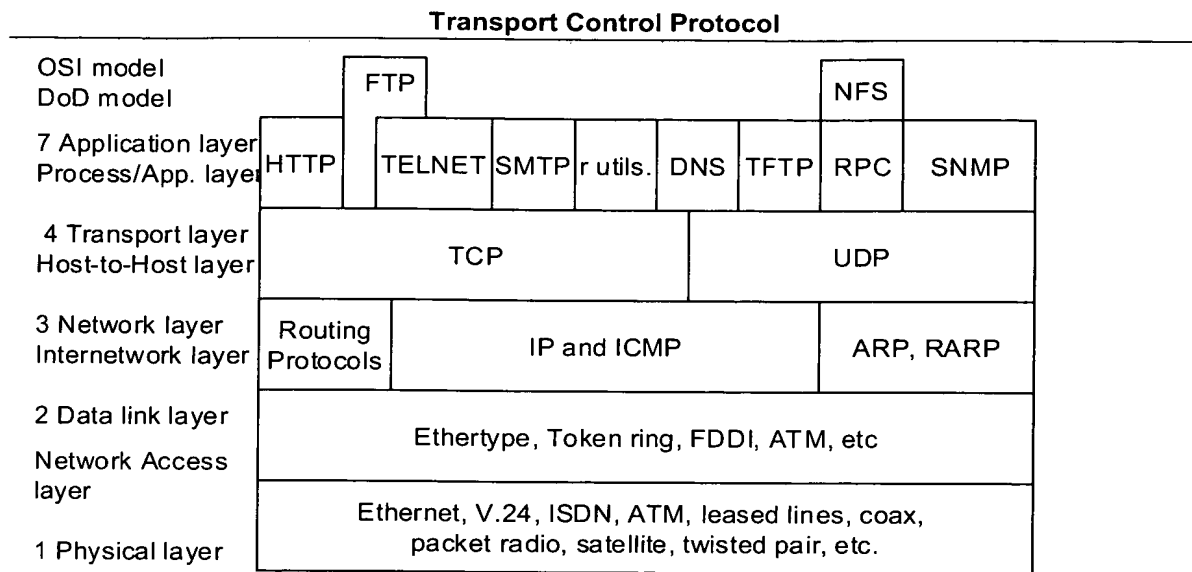 Transport Control Protocol
OSI model
DoD model
FTP
NFS
7 Application layer
Process/App. layer
HTTP
TELNET
SMTP
r utils.
DNS
TFTP
RPC
SNMP
4 Transport layer
Host-to-Host layer
TCP
UDP
3 Network layer
Internetwork layer
Routing
Protocols
IP and ICMP
ARP, RARP
2 Data link layer
Network Access
layer
Ethertype, Token ring, FDDI, ATM, etc
1 Physical layer
Ethernet, V.24, ISDN, ATM, leased lines, coax,
packet radio, satellite, twisted pair, etc.